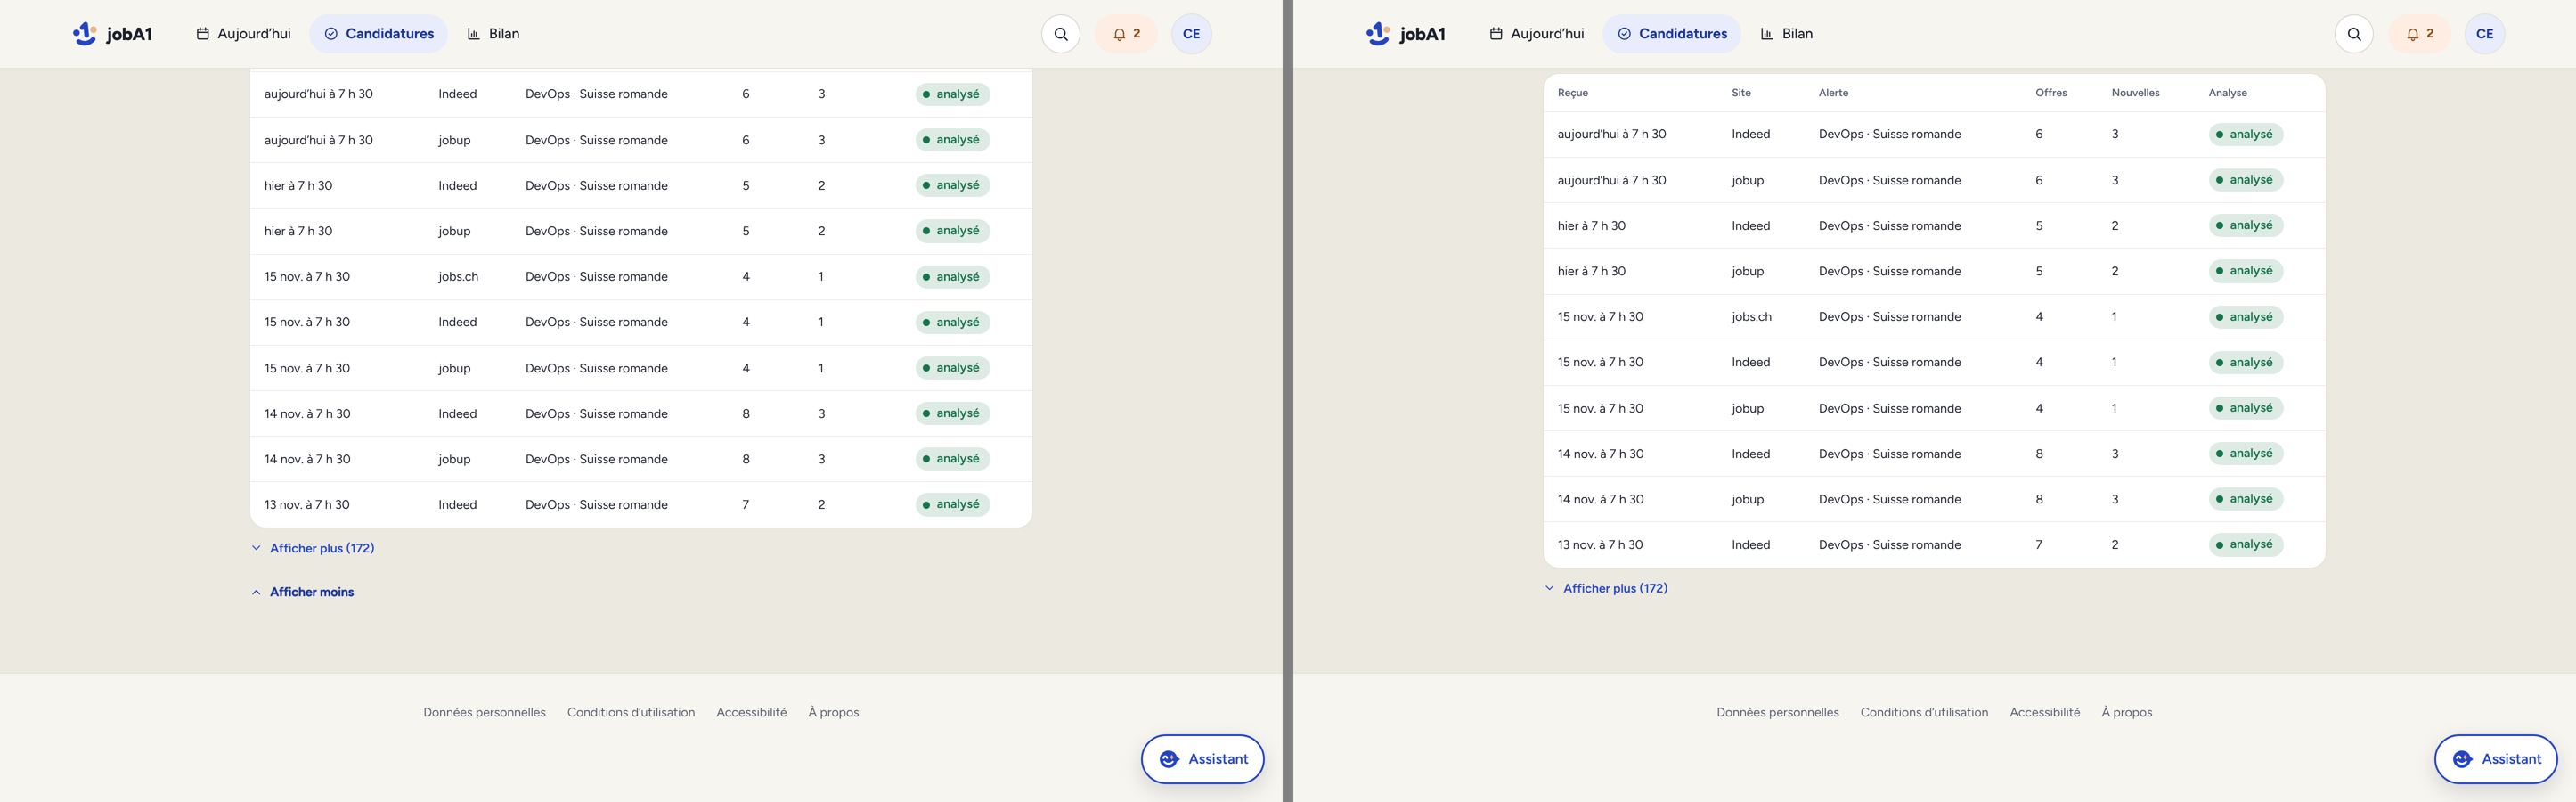 jobA1 Aujourd’hui Candidatures Bilan 2 CE
aujourd’hui à 7 h 30 Indeed DevOps · Suisse romande 6 3 analysé
aujourd’hui à 7 h 30 jobup DevOps · Suisse romande 6 3 analysé
hier à 7 h 30 Indeed DevOps · Suisse romande 5 2 analysé
hier à 7 h 30 jobup DevOps · Suisse romande 5 2 analysé
15 nov. à 7 h 30 jobs.ch DevOps · Suisse romande 4 1 analysé
15 nov. à 7 h 30 Indeed DevOps · Suisse romande 4 1 analysé
15 nov. à 7 h 30 jobup DevOps · Suisse romande 4 1 analysé
14 nov. à 7 h 30 Indeed DevOps · Suisse romande 8 3 analysé
14 nov. à 7 h 30 jobup DevOps · Suisse romande 8 3 analysé
13 nov. à 7 h 30 Indeed DevOps · Suisse romande 7 2 analysé
Afficher plus (172)
Afficher moins
Données personnelles Conditions d’utilisation Accessibilité À propos
Assistant
jobA1 Aujourd’hui Candidatures Bilan 2 CE
Reçue Site Alerte Offres Nouvelles Analyse
aujourd’hui à 7 h 30 Indeed DevOps · Suisse romande 6 3 analysé
aujourd’hui à 7 h 30 jobup DevOps · Suisse romande 6 3 analysé
hier à 7 h 30 Indeed DevOps · Suisse romande 5 2 analysé
hier à 7 h 30 jobup DevOps · Suisse romande 5 2 analysé
15 nov. à 7 h 30 jobs.ch DevOps · Suisse romande 4 1 analysé
15 nov. à 7 h 30 Indeed DevOps · Suisse romande 4 1 analysé
15 nov. à 7 h 30 jobup DevOps · Suisse romande 4 1 analysé
14 nov. à 7 h 30 Indeed DevOps · Suisse romande 8 3 analysé
14 nov. à 7 h 30 jobup DevOps · Suisse romande 8 3 analysé
13 nov. à 7 h 30 Indeed DevOps · Suisse romande 7 2 analysé
Afficher plus (172)
Données personnelles Conditions d’utilisation Accessibilité À propos
Assistant